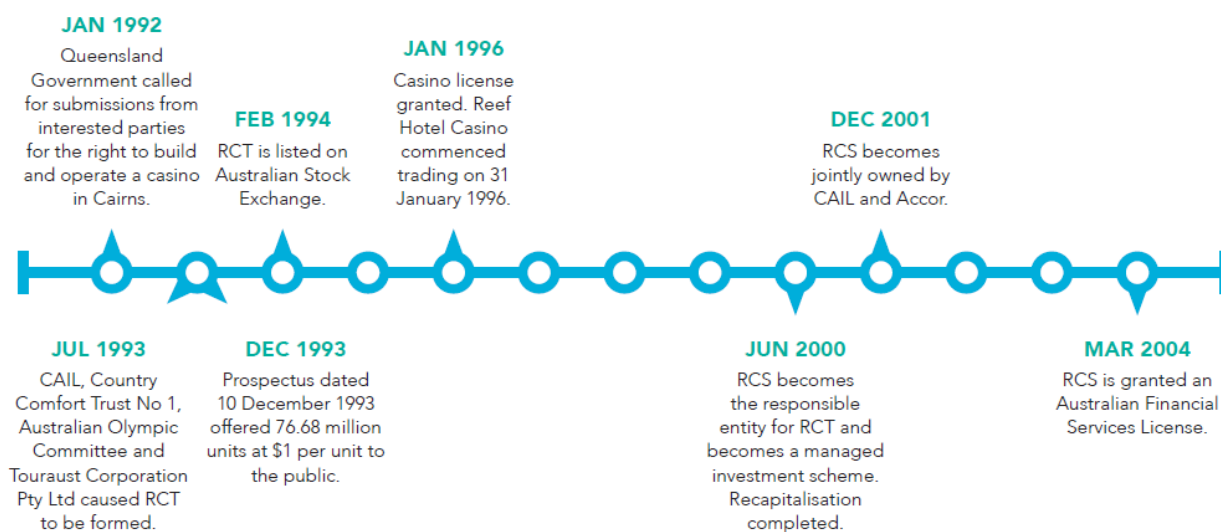 JAN 1992
Queensland
Government called
for submissions from
interested parties
for the right to build
and operate a casino
in Cairns.
FEB 1994
RCT is listed on
Australian Stock
Exchange.
JAN 1996
Casino license
granted. Reef
Hotel Casino
commenced
trading on 31
January 1996.
DEC 2001
RCS becomes
jointly owned by
CAIL and Accor.
JUL 1993
CAIL, Country
Comfort Trust No 1,
Australian Olympic
Committee and
Touraust Corporation
Pty Ltd caused RCT
to be formed.
DEC 1993
Prospectus dated
10 December 1993
offered 76.68 million
units at $1 per unit to
the public.
JUN 2000
RCS becomes
the responsible
entity for RCT and
becomes a managed
investment scheme.
Recapitalisation
completed.
MAR 2004
RCS is granted an
Australian Financial
Services License.